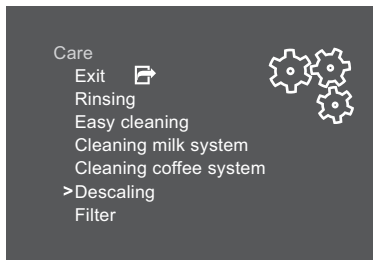 Care
Exit
Rinsing
Easy cleaning
Cleaning milk system
Cleaning coffee system
>Descaling
Filter